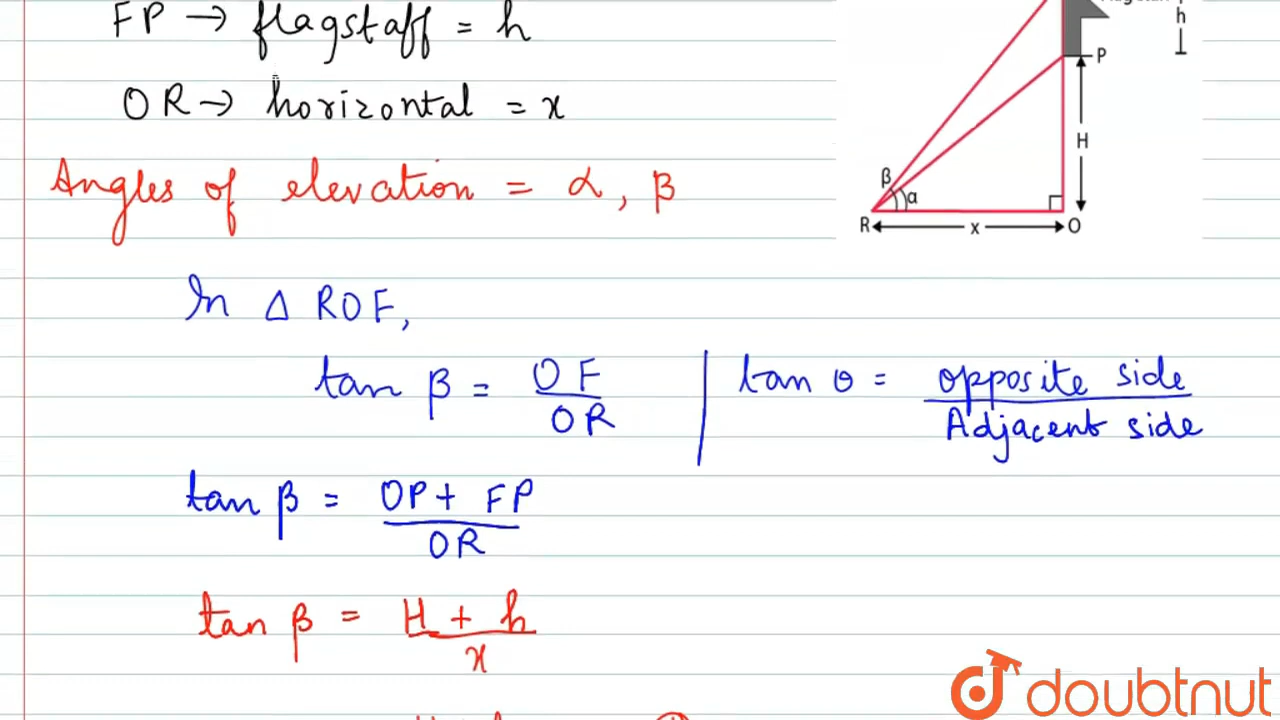 FP → flagstaff = h
OR → horizontal = x
Angles of elevation = α, β
h
P
H
β
α
R
x
O
In △ ROF,
tan β = OF / OR
tan θ = opposite side / Adjacent side
tan β = OP + FP / OR
tan β = H + h / x
doubtnut